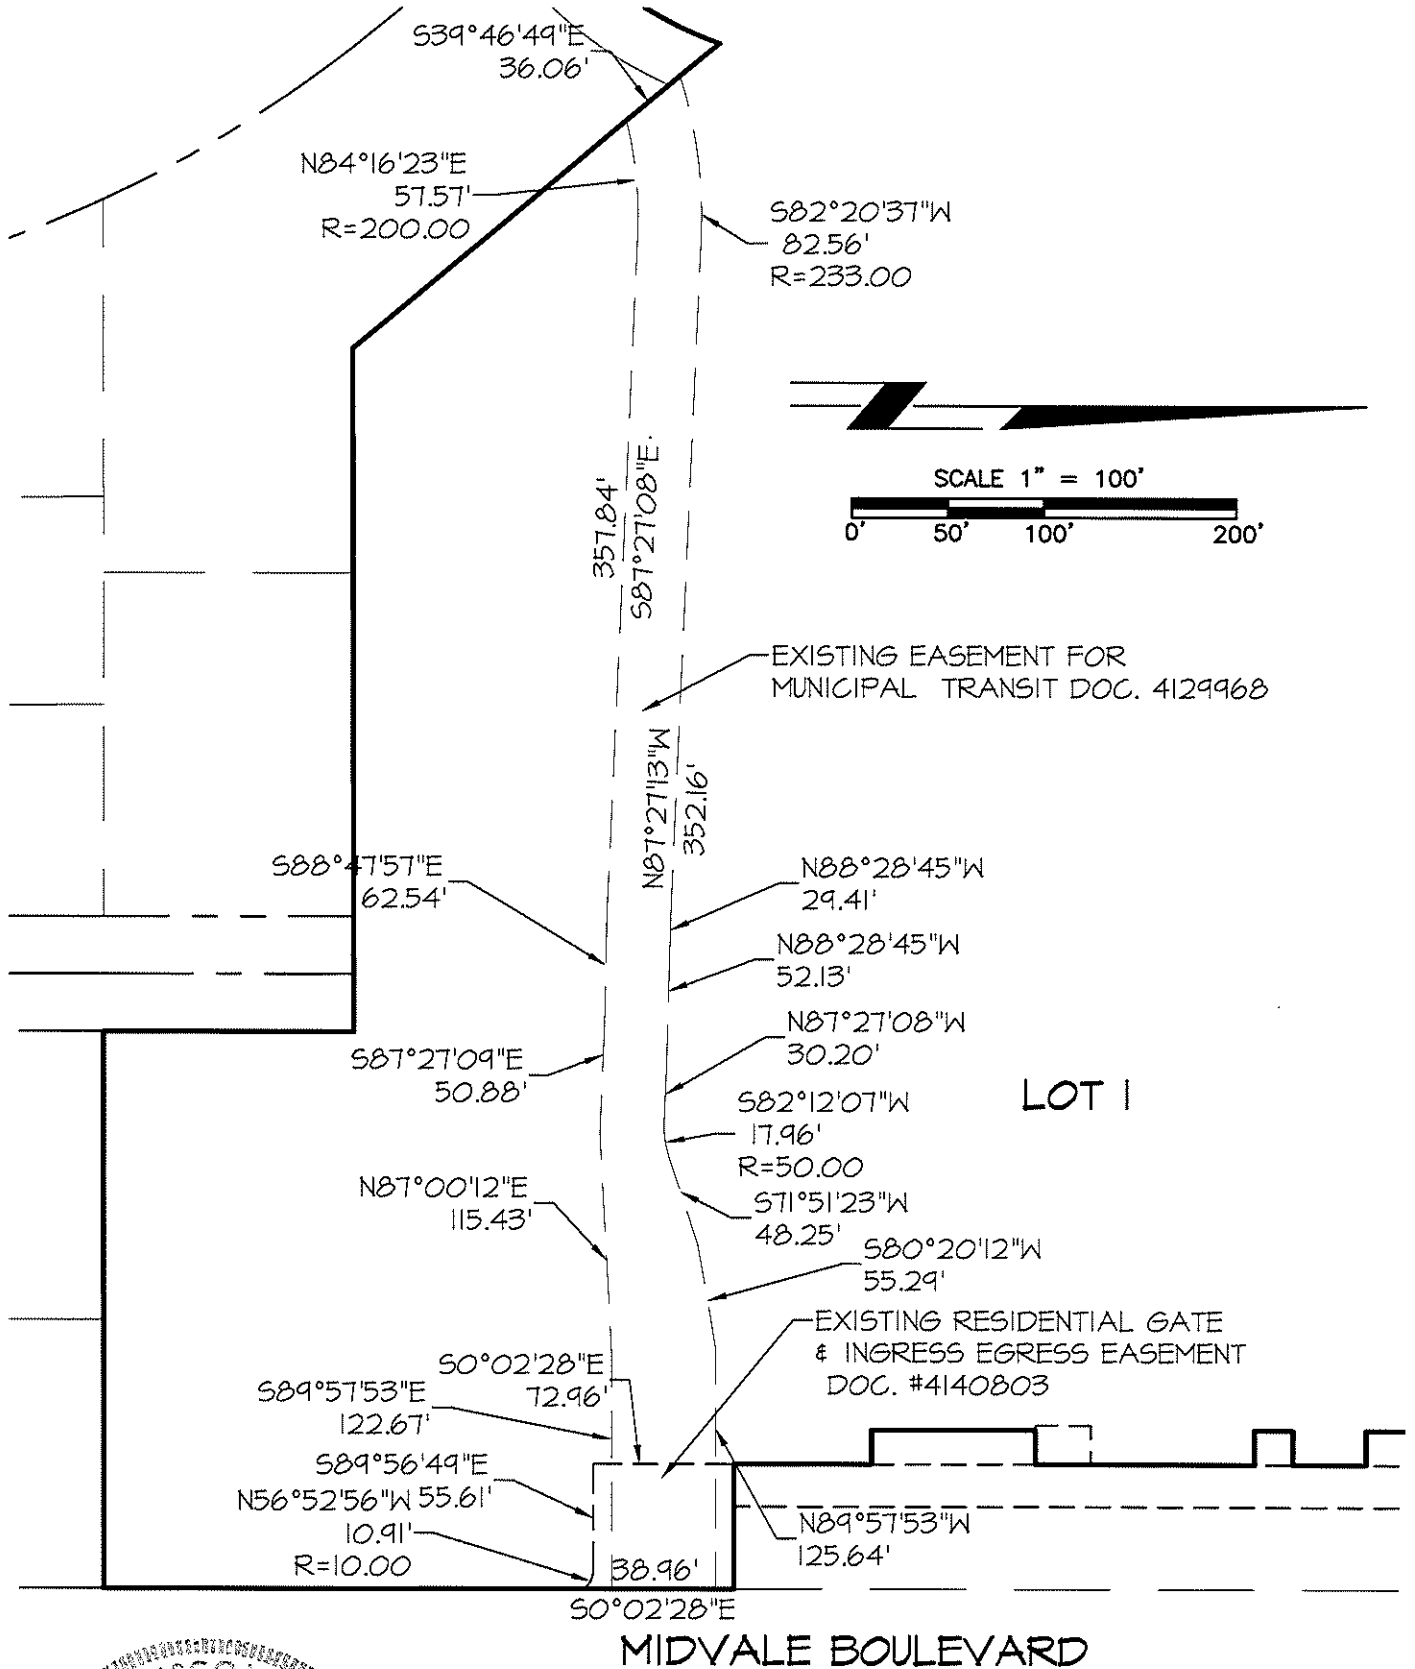 S39°46'49"E
36.06'
N84°16'23"E
57.57'
R=200.00
S82°20'37"W
82.56'
R=233.00
SCALE 1" = 100'
0' 50' 100' 200'
357.84'
S87°27'08"E
EXISTING EASEMENT FOR
MUNICIPAL TRANSIT DOC. 4129968
N87°27'13"W
352.16'
S88°47'57"E
62.54'
N88°28'45"W
29.41'
N88°28'45"W
52.13'
S87°27'09"E
50.88'
N87°27'08"W
30.20'
LOT 1
S82°12'07"W
17.96'
R=50.00
N87°00'12"E
115.43'
S71°51'23"W
48.25'
S80°20'12"W
55.29'
EXISTING RESIDENTIAL GATE
& INGRESS EGRESS EASEMENT
DOC. #4140803
S0°02'28"E
72.96'
S89°57'53"E
122.67'
S89°56'49"E
55.61'
N56°52'56"W
10.91'
R=10.00
N89°57'53"W
125.64'
38.96'
S0°02'28"E
MIDVALE BOULEVARD